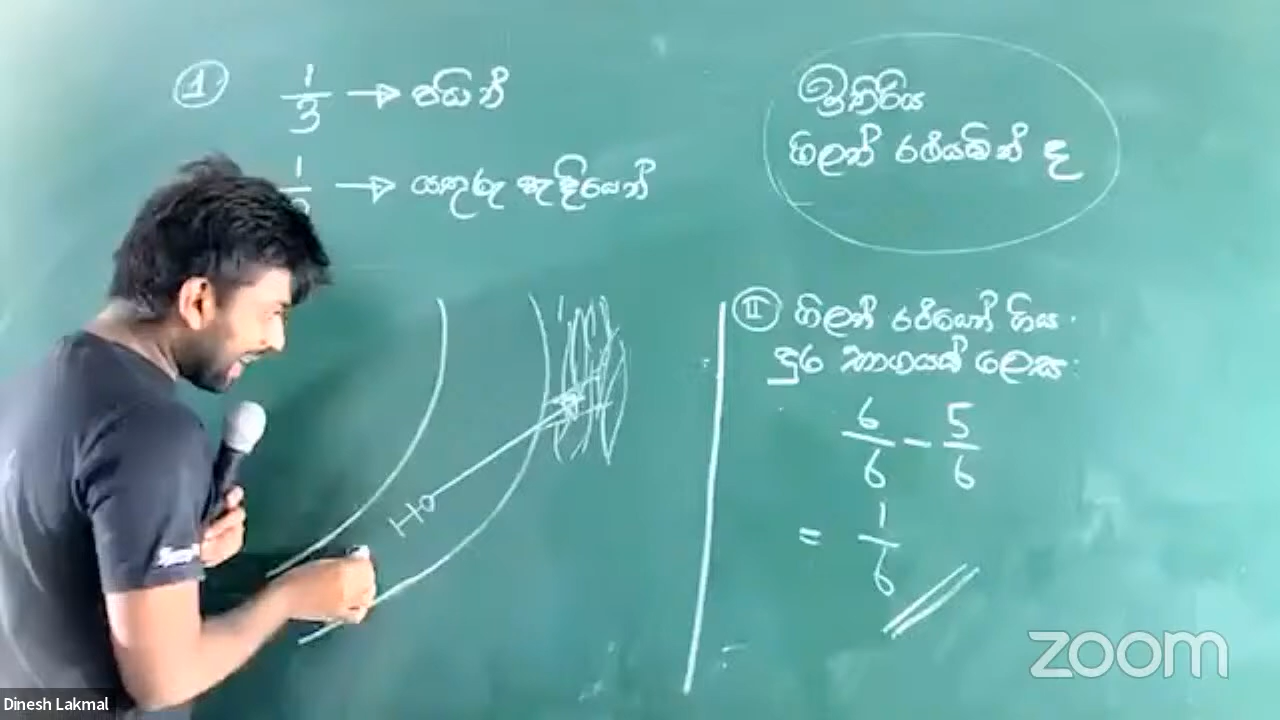 1
1/3 → පයින්
1/2 → යතුරු පැදියෙන්
ඉතිරිය
ගිලන් රථයකින් ද
II ගිලන් රථයෙන් ගිය
දුර භාගයක් ලෙස
6/6 - 5/6
= 1/6
zoom
Dinesh Lakmal